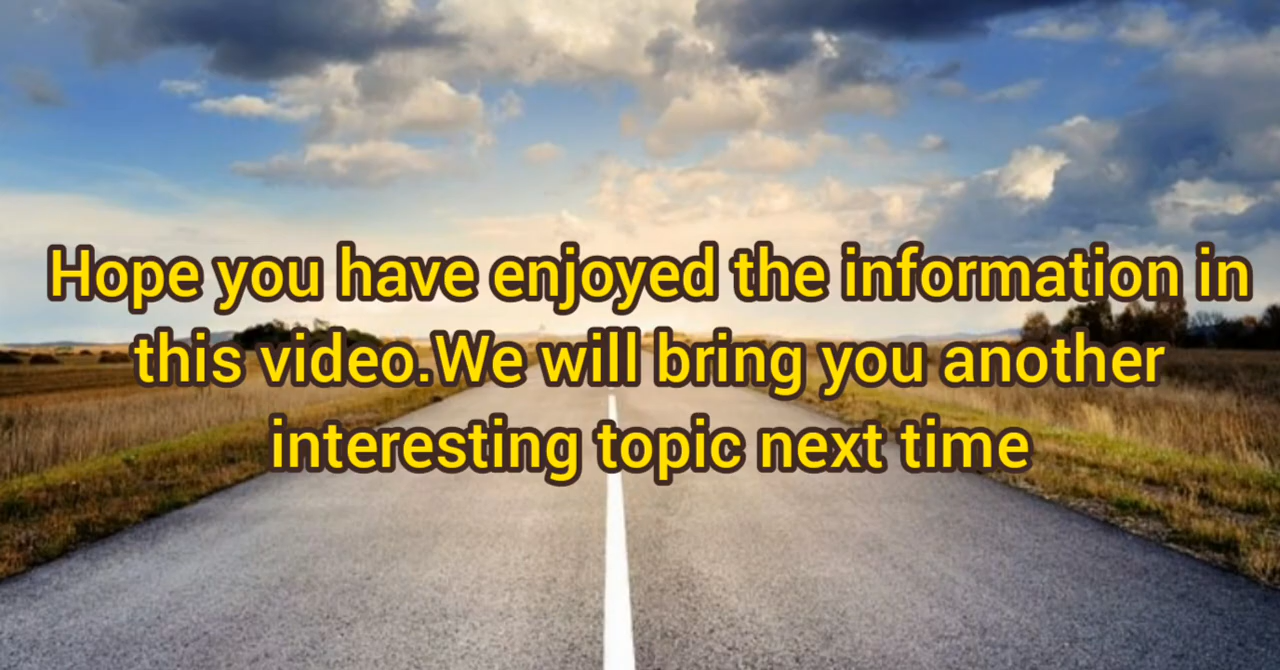 Hope you have enjoyed the information in
this video.We will bring you another
interesting topic next time